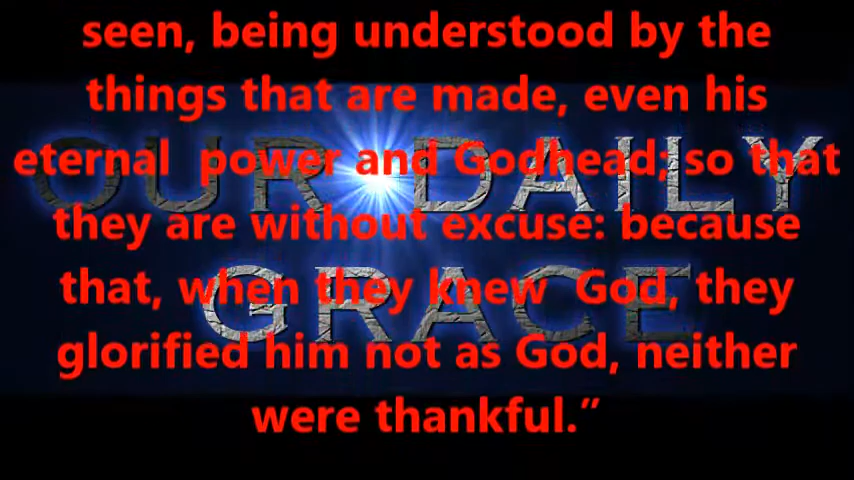 seen, being understood by the
things that are made, even his
eternal power and Godhead; so that
they are without excuse: because
that, when they knew God, they
glorified him not as God, neither
were thankful.”
OUR DAILY
GRACE